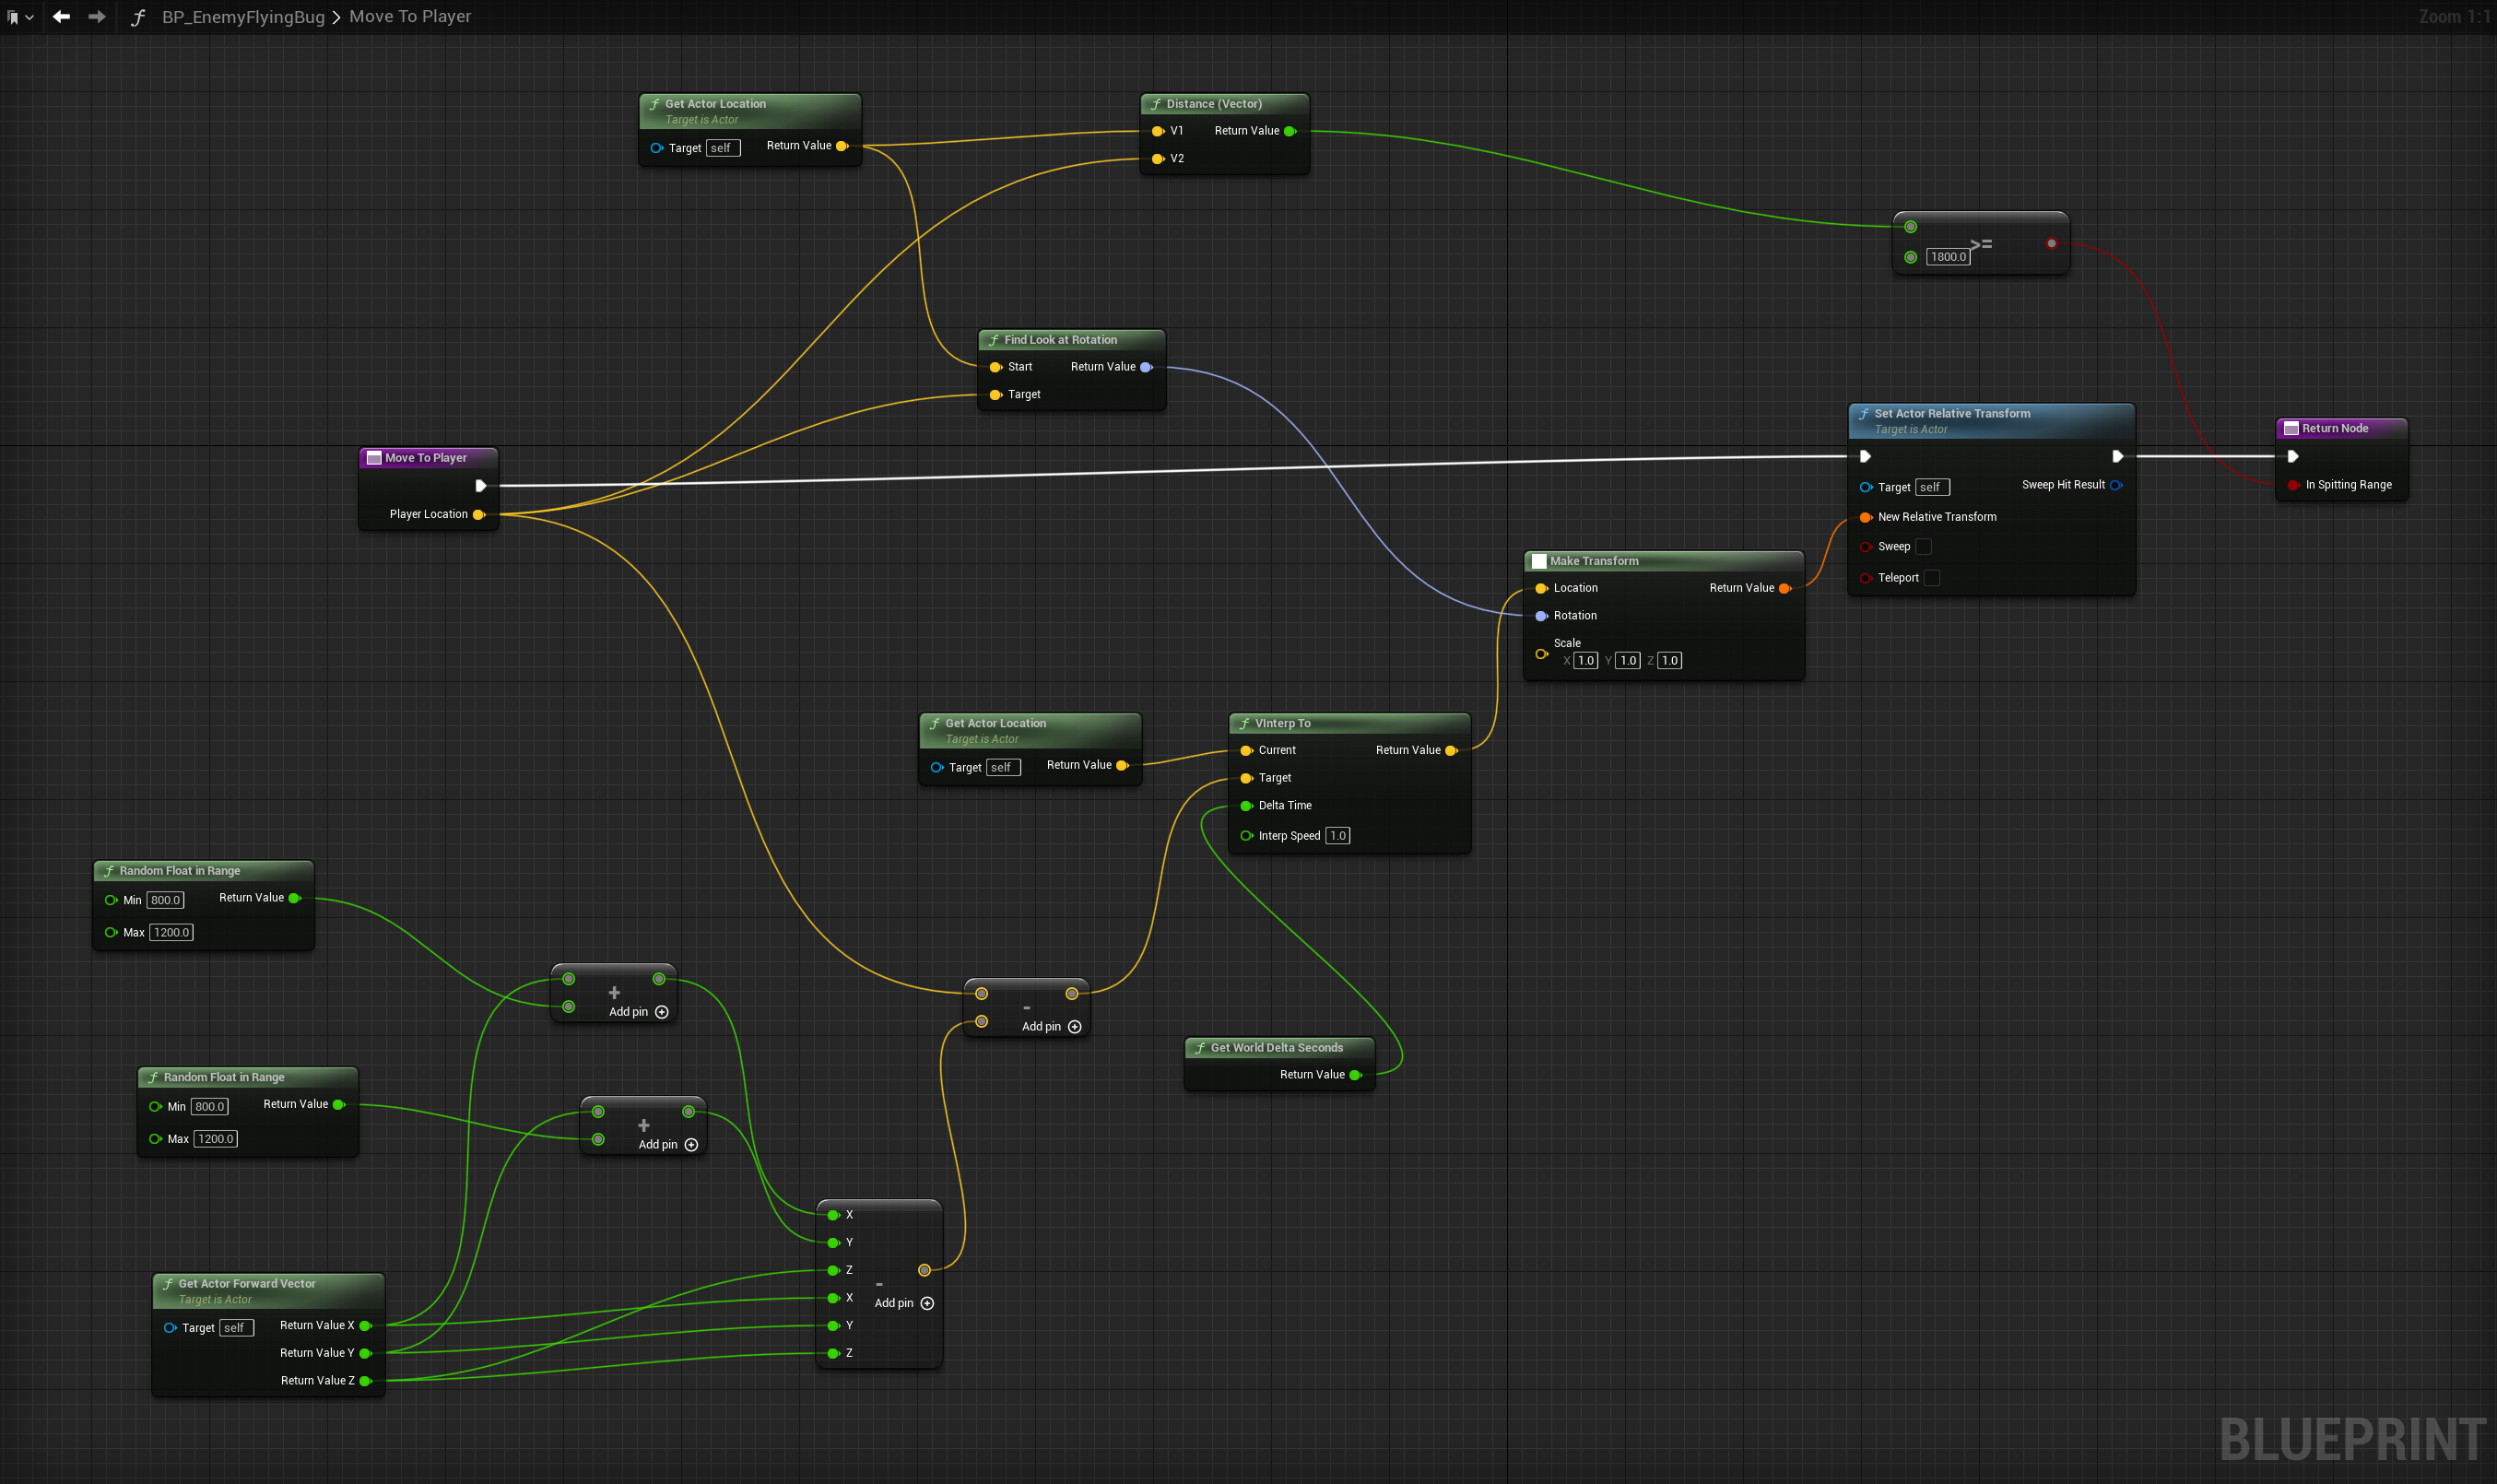 BP_EnemyFlyingBug > Move To Player
Zoom 1:1
f Get Actor Location
Target is Actor
Target self Return Value
f Distance (Vector)
V1 Return Value
V2
>=
1800.0
f Find Look at Rotation
Start Return Value
Target
Move To Player
Player Location
f Set Actor Relative Transform
Target is Actor
Target self Sweep Hit Result
New Relative Transform
Sweep
Teleport
Return Node
In Spitting Range
Make Transform
Location Return Value
Rotation
Scale
X 1.0 Y 1.0 Z 1.0
f Get Actor Location
Target is Actor
Target self Return Value
f VInterp To
Current Return Value
Target
Delta Time
Interp Speed 1.0
f Random Float in Range
Min 800.0 Return Value
Max 1200.0
+
Add pin
-
Add pin
f Get World Delta Seconds
Return Value
f Random Float in Range
Min 800.0 Return Value
Max 1200.0
+
Add pin
X
Y
Z
X
Y
Z
-
Add pin
f Get Actor Forward Vector
Target is Actor
Target self Return Value X
Return Value Y
Return Value Z
BLUEPRINT